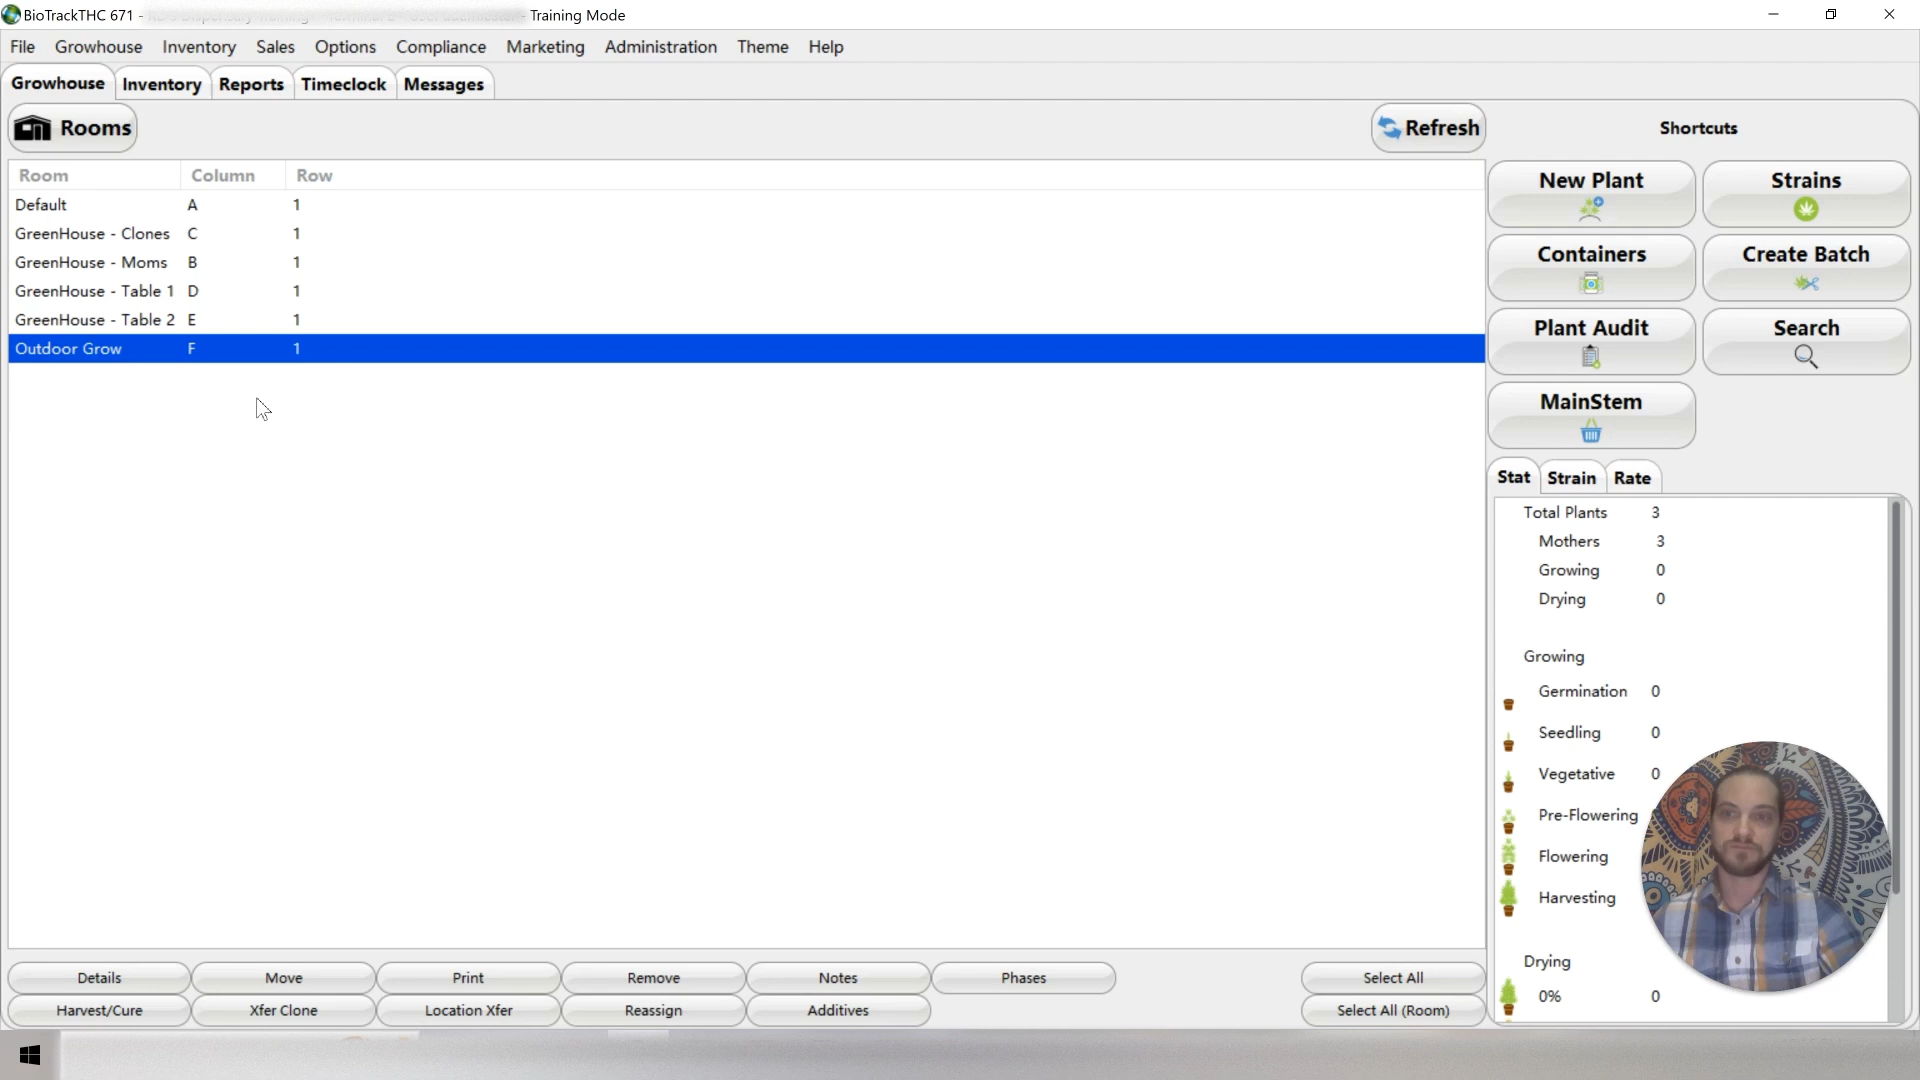 BioTrackTHC 671 - Training Mode
File Growhouse Inventory Sales Options Compliance Marketing Administration Theme Help
Growhouse Inventory Reports Timeclock Messages
Rooms Refresh Shortcuts
Room Column Row
Default A 1
GreenHouse - Clones C 1
GreenHouse - Moms B 1
GreenHouse - Table 1 D 1
GreenHouse - Table 2 E 1
Outdoor Grow F 1
New Plant Strains
Containers Create Batch
Plant Audit Search
MainStem
Stat Strain Rate
Total Plants 3
Mothers 3
Growing 0
Drying 0
Growing
Germination 0
Seedling 0
Vegetative 0
Pre-Flowering
Flowering
Harvesting
Drying
0% 0
Details Move Print Remove Notes Phases Select All
Harvest/Cure Xfer Clone Location Xfer Reassign Additives Select All (Room)